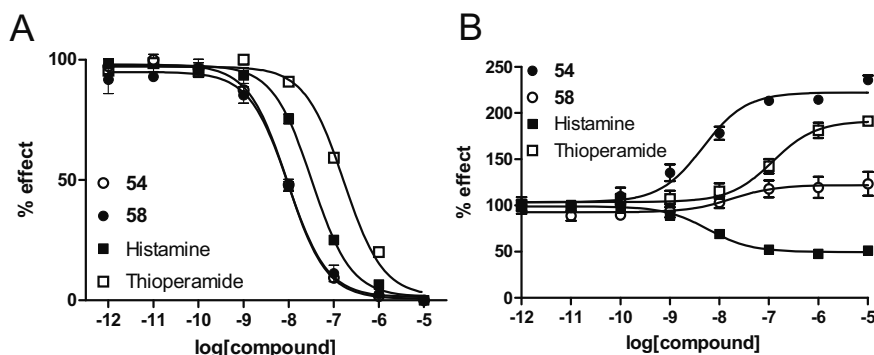 A
100
50
0
% effect
54
58
Histamine
Thioperamide
-12 -11 -10 -9 -8 -7 -6 -5
log[compound]
B
250
200
150
100
50
0
% effect
54
58
Histamine
Thioperamide
-12 -11 -10 -9 -8 -7 -6 -5
log[compound]